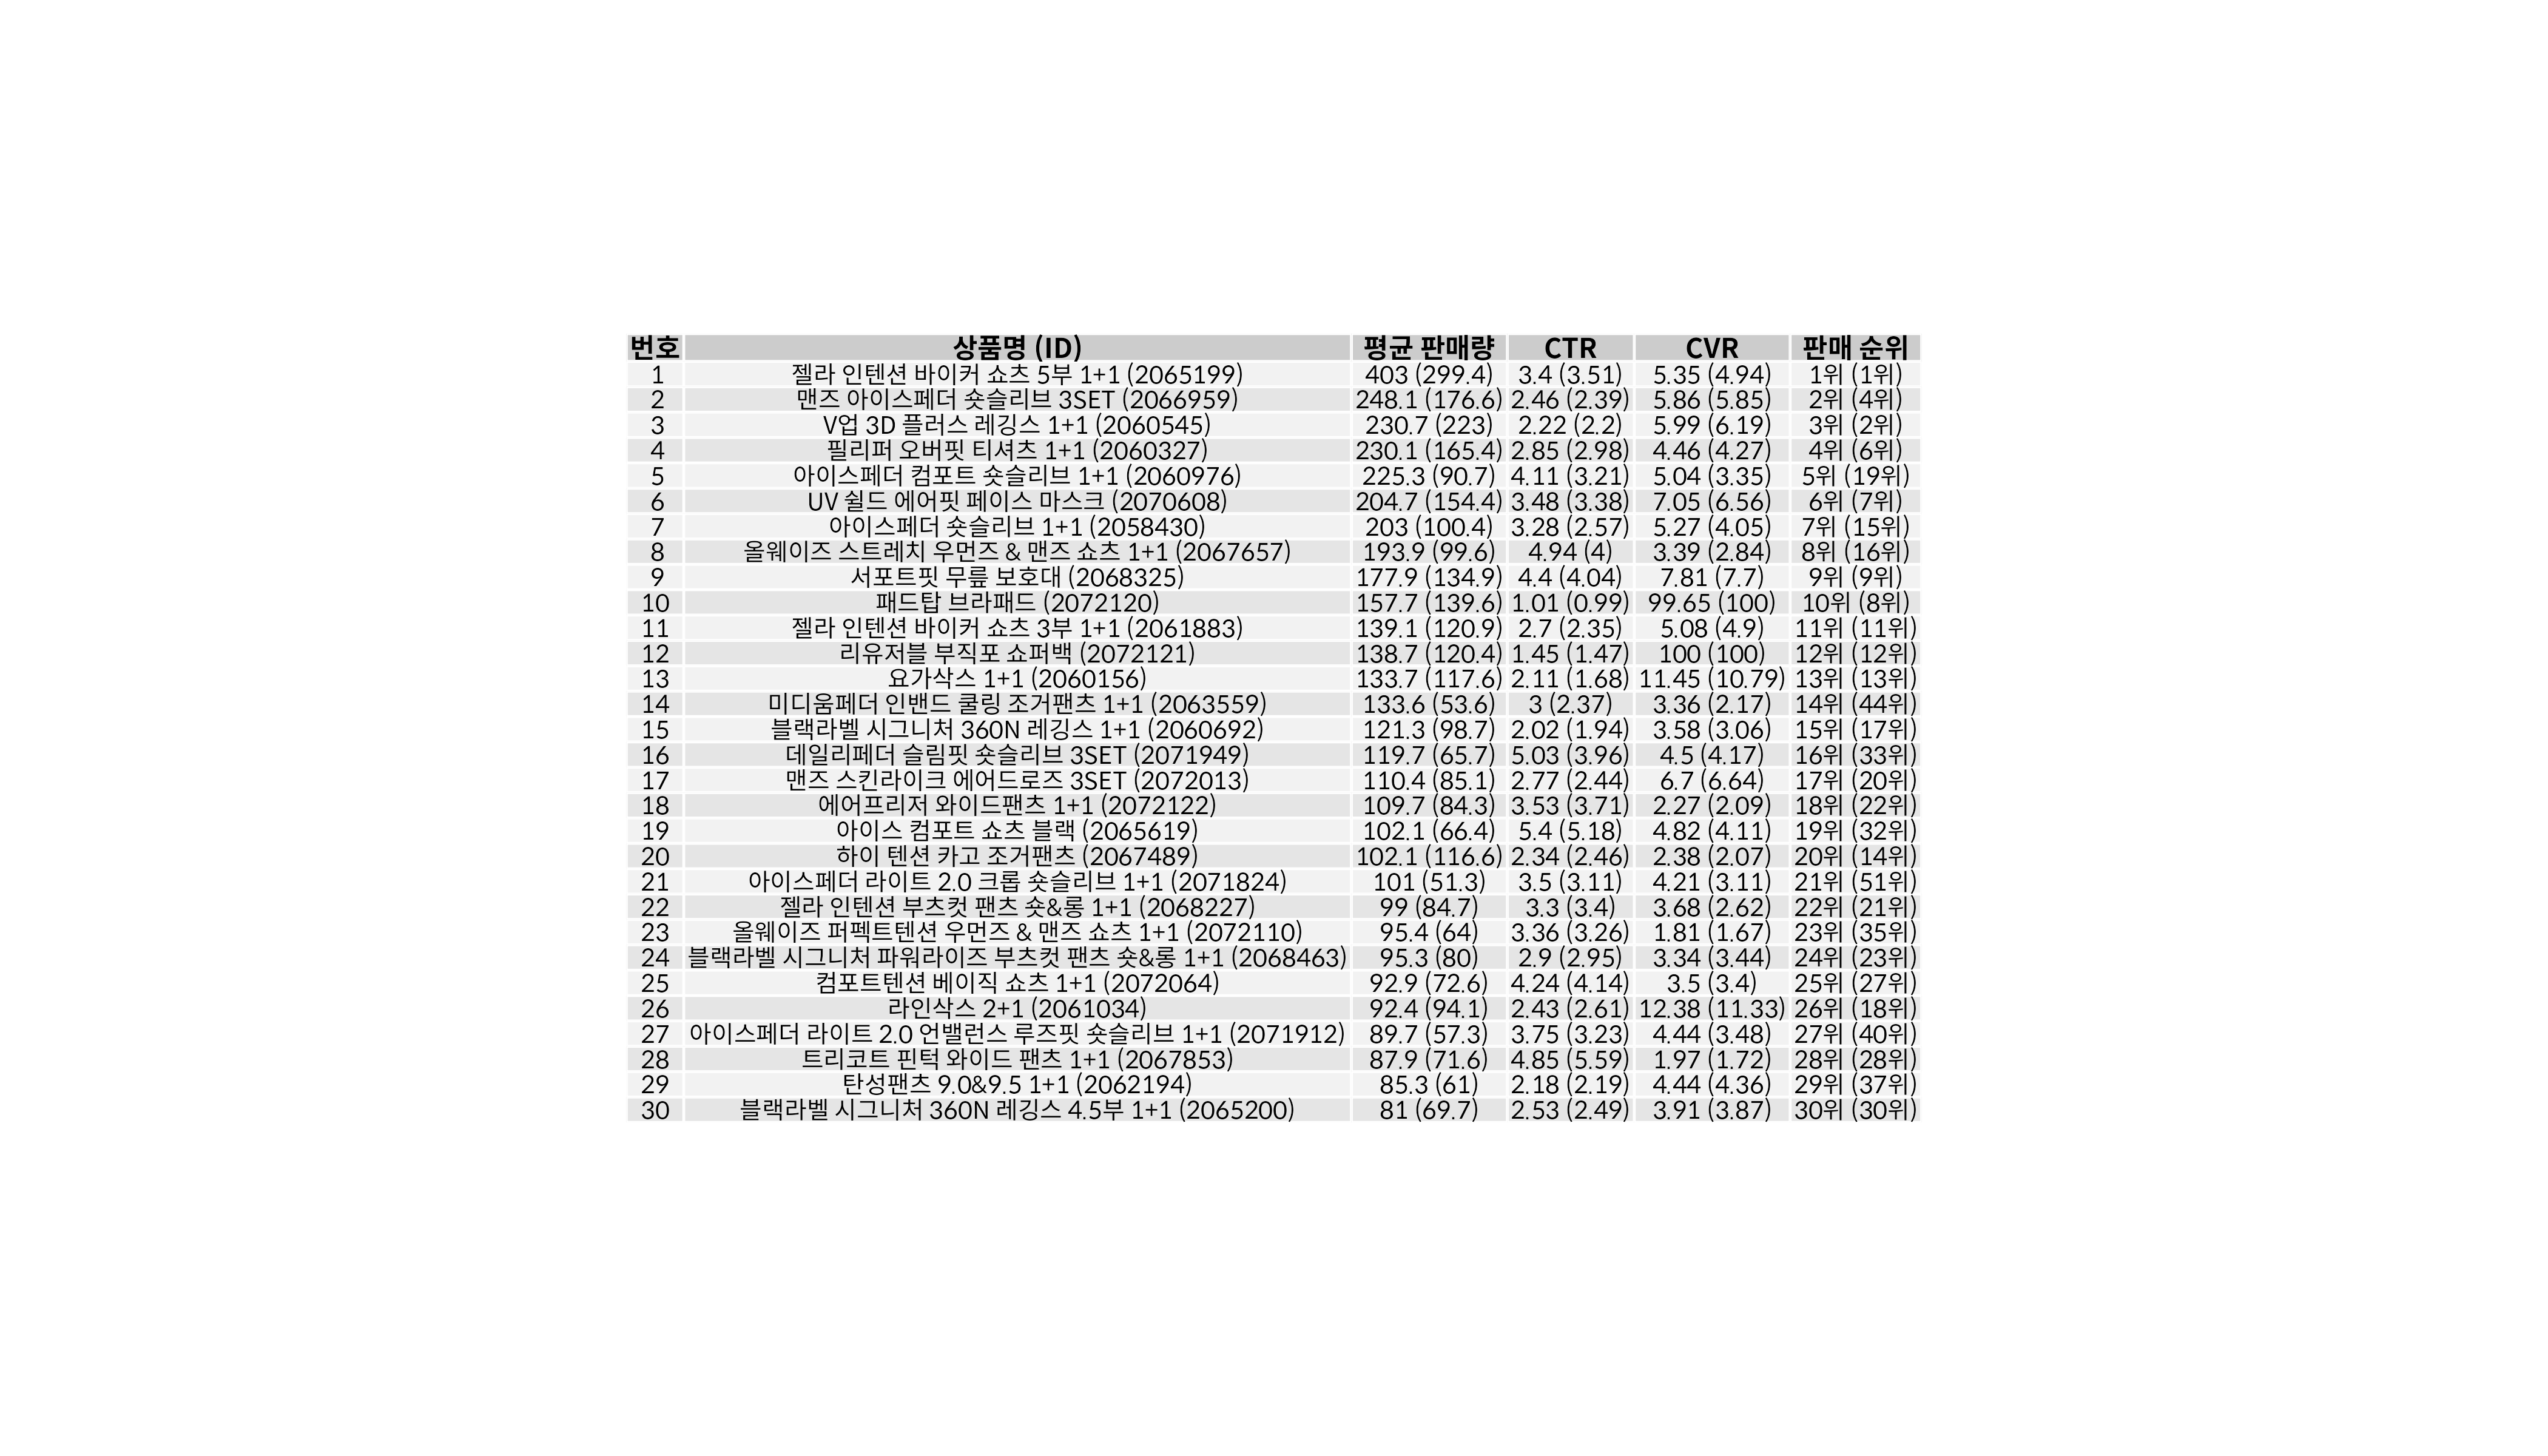 번호 상품명 (ID) 평균 판매량 CTR CVR 판매 순위
1 젤라 인텐션 바이커 쇼츠 5부 1+1 (2065199) 403 (299.4) 3.4 (3.51) 5.35 (4.94) 1위 (1위)
2 맨즈 아이스페더 숏슬리브 3SET (2066959) 248.1 (176.6) 2.46 (2.39) 5.86 (5.85) 2위 (4위)
3 V업 3D 플러스 레깅스 1+1 (2060545) 230.7 (223) 2.22 (2.2) 5.99 (6.19) 3위 (2위)
4 필리퍼 오버핏 티셔츠 1+1 (2060327) 230.1 (165.4) 2.85 (2.98) 4.46 (4.27) 4위 (6위)
5 아이스페더 컴포트 숏슬리브 1+1 (2060976) 225.3 (90.7) 4.11 (3.21) 5.04 (3.35) 5위 (19위)
6 UV 쉴드 에어핏 페이스 마스크 (2070608) 204.7 (154.4) 3.48 (3.38) 7.05 (6.56) 6위 (7위)
7 아이스페더 숏슬리브 1+1 (2058430) 203 (100.4) 3.28 (2.57) 5.27 (4.05) 7위 (15위)
8 올웨이즈 스트레치 우먼즈 & 맨즈 쇼츠 1+1 (2067657) 193.9 (99.6) 4.94 (4) 3.39 (2.84) 8위 (16위)
9 서포트핏 무릎 보호대 (2068325) 177.9 (134.9) 4.4 (4.04) 7.81 (7.7) 9위 (9위)
10 패드탑 브라패드 (2072120) 157.7 (139.6) 1.01 (0.99) 99.65 (100) 10위 (8위)
11 젤라 인텐션 바이커 쇼츠 3부 1+1 (2061883) 139.1 (120.9) 2.7 (2.35) 5.08 (4.9) 11위 (11위)
12 리유저블 부직포 쇼퍼백 (2072121) 138.7 (120.4) 1.45 (1.47) 100 (100) 12위 (12위)
13 요가삭스 1+1 (2060156) 133.7 (117.6) 2.11 (1.68) 11.45 (10.79) 13위 (13위)
14 미디움페더 인밴드 쿨링 조거팬츠 1+1 (2063559) 133.6 (53.6) 3 (2.37) 3.36 (2.17) 14위 (44위)
15 블랙라벨 시그니처 360N 레깅스 1+1 (2060692) 121.3 (98.7) 2.02 (1.94) 3.58 (3.06) 15위 (17위)
16 데일리페더 슬림핏 숏슬리브 3SET (2071949) 119.7 (65.7) 5.03 (3.96) 4.5 (4.17) 16위 (33위)
17 맨즈 스킨라이크 에어드로즈 3SET (2072013) 110.4 (85.1) 2.77 (2.44) 6.7 (6.64) 17위 (20위)
18 에어프리저 와이드팬츠 1+1 (2072122) 109.7 (84.3) 3.53 (3.71) 2.27 (2.09) 18위 (22위)
19 아이스 컴포트 쇼츠 블랙 (2065619) 102.1 (66.4) 5.4 (5.18) 4.82 (4.11) 19위 (32위)
20 하이 텐션 카고 조거팬츠 (2067489) 102.1 (116.6) 2.34 (2.46) 2.38 (2.07) 20위 (14위)
21 아이스페더 라이트 2.0 크롭 숏슬리브 1+1 (2071824) 101 (51.3) 3.5 (3.11) 4.21 (3.11) 21위 (51위)
22 젤라 인텐션 부츠컷 팬츠 숏&롱 1+1 (2068227) 99 (84.7) 3.3 (3.4) 3.68 (2.62) 22위 (21위)
23 올웨이즈 퍼펙트텐션 우먼즈 & 맨즈 쇼츠 1+1 (2072110) 95.4 (64) 3.36 (3.26) 1.81 (1.67) 23위 (35위)
24 블랙라벨 시그니처 파워라이즈 부츠컷 팬츠 숏&롱 1+1 (2068463) 95.3 (80) 2.9 (2.95) 3.34 (3.44) 24위 (23위)
25 컴포트텐션 베이직 쇼츠 1+1 (2072064) 92.9 (72.6) 4.24 (4.14) 3.5 (3.4) 25위 (27위)
26 라인삭스 2+1 (2061034) 92.4 (94.1) 2.43 (2.61) 12.38 (11.33) 26위 (18위)
27 아이스페더 라이트 2.0 언밸런스 루즈핏 숏슬리브 1+1 (2071912) 89.7 (57.3) 3.75 (3.23) 4.44 (3.48) 27위 (40위)
28 트리코트 핀턱 와이드 팬츠 1+1 (2067853) 87.9 (71.6) 4.85 (5.59) 1.97 (1.72) 28위 (28위)
29 탄성팬츠 9.0&9.5 1+1 (2062194) 85.3 (61) 2.18 (2.19) 4.44 (4.36) 29위 (37위)
30 블랙라벨 시그니처 360N 레깅스 4.5부 1+1 (2065200) 81 (69.7) 2.53 (2.49) 3.91 (3.87) 30위 (30위)